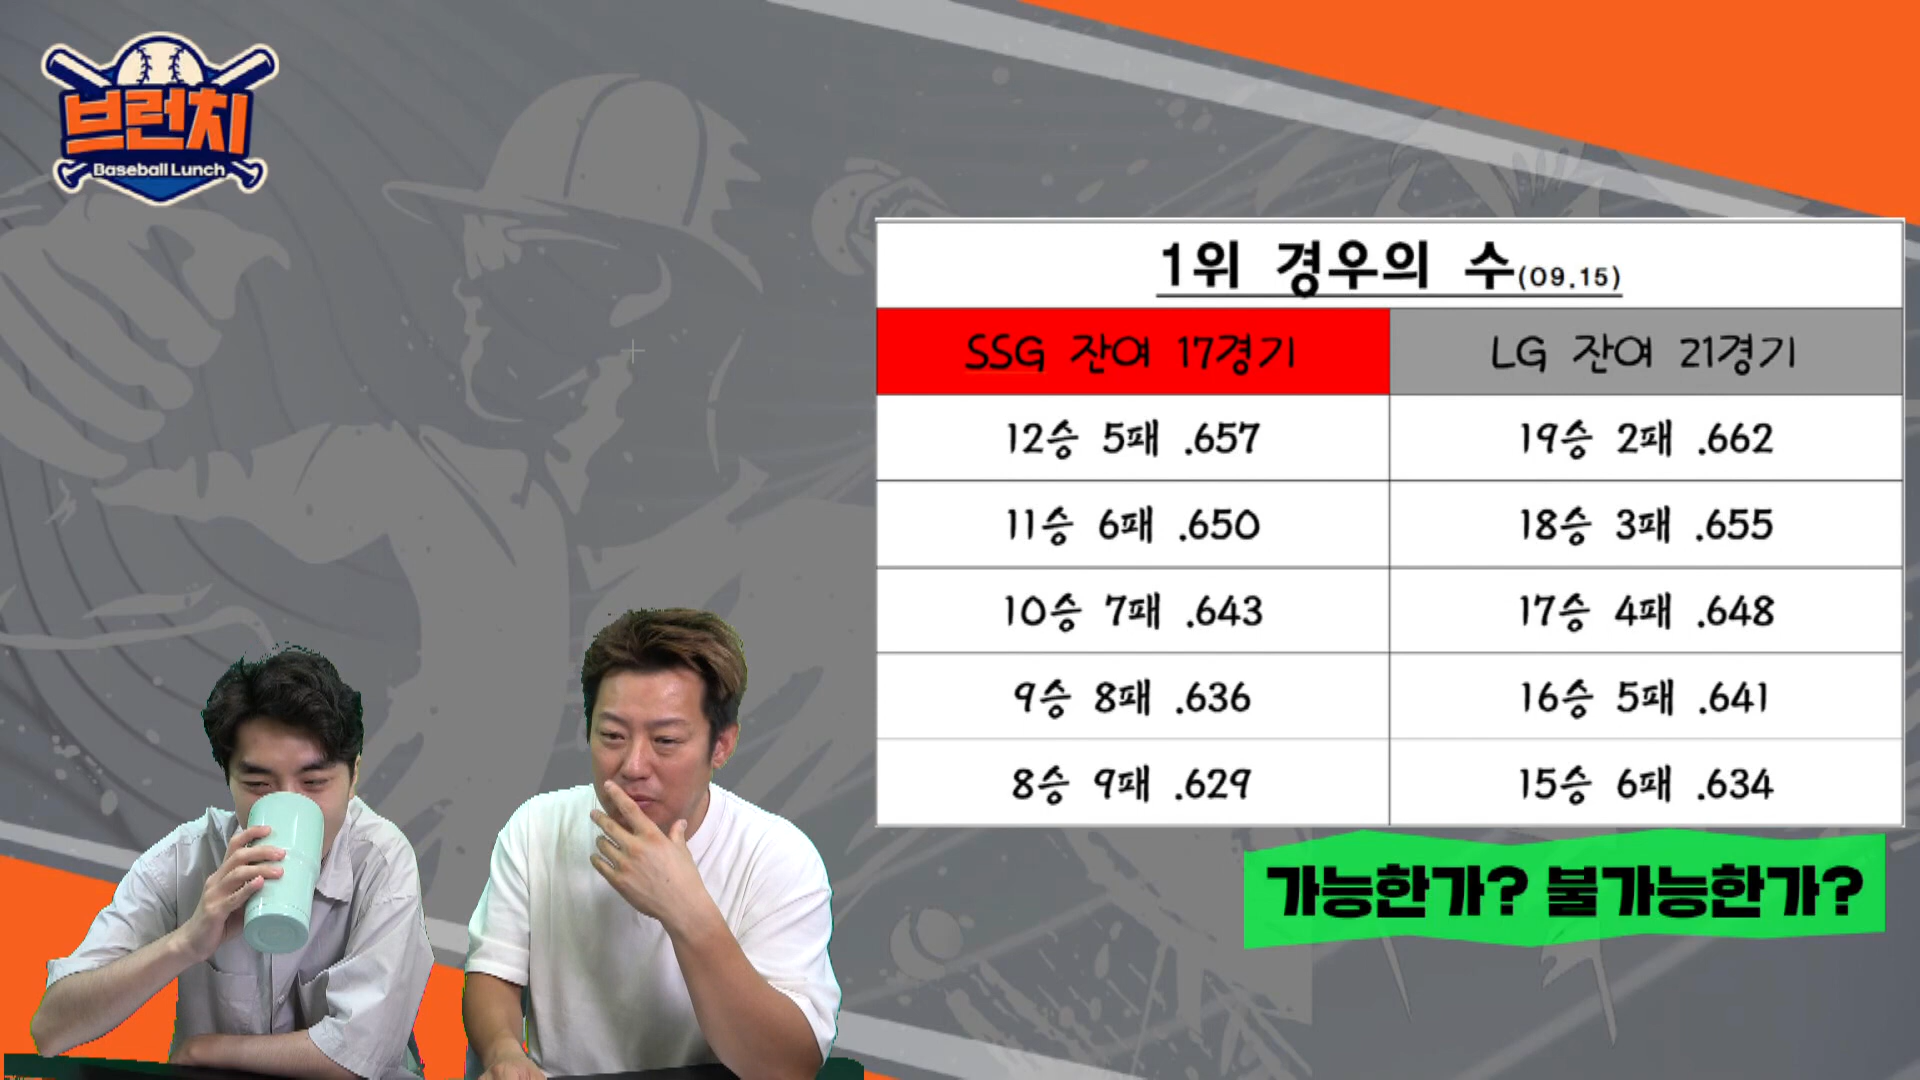 브런치
Baseball Lunch
1위 경우의 수(09.15)
SSG 잔여 17경기 LG 잔여 21경기
12승 5패 .657 19승 2패 .662
11승 6패 .650 18승 3패 .655
10승 7패 .643 17승 4패 .648
9승 8패 .636 16승 5패 .641
8승 9패 .629 15승 6패 .634
가능한가? 불가능한가?